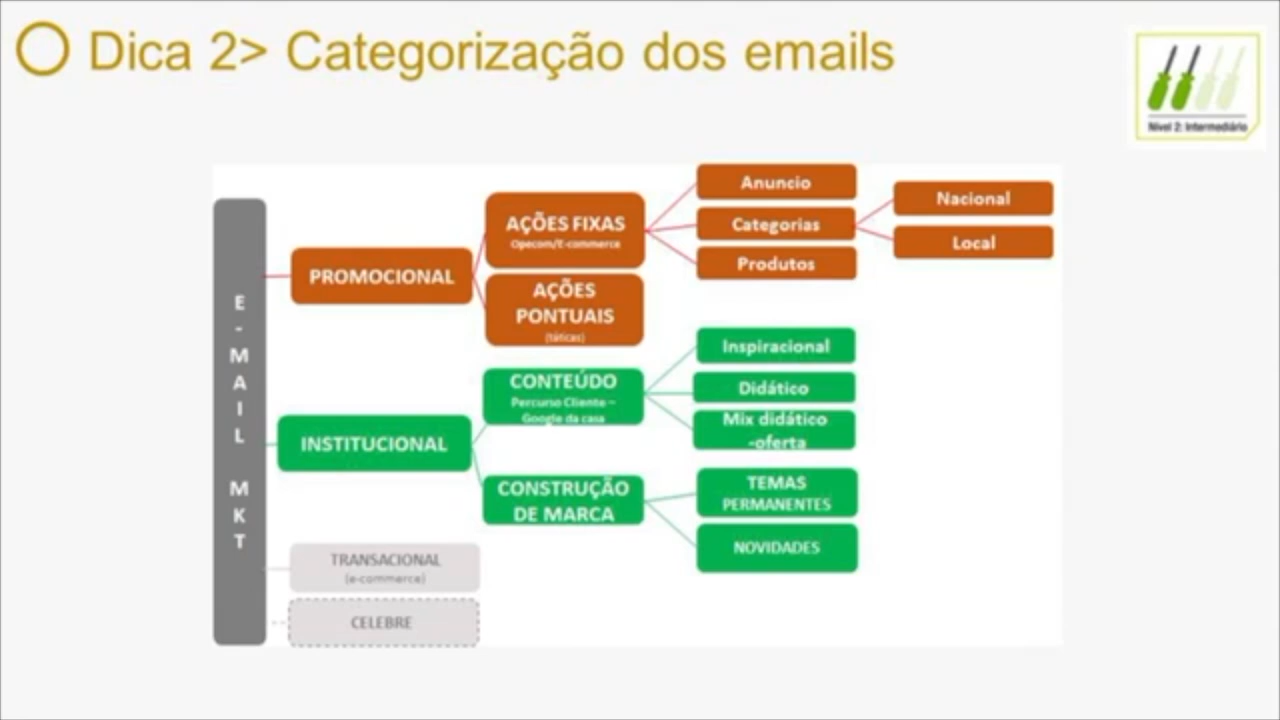 Dica 2> Categorização dos emails
Nível 2: Intermediário
E-MAIL MKT
PROMOCIONAL
AÇÕES FIXAS
Opecom/E-commerce
Anuncio
Categorias
Produtos
Nacional
Local
AÇÕES
PONTUAIS
(táticas)
INSTITUCIONAL
CONTEÚDO
Percurso Cliente –
Google da casa
Inspiracional
Didático
Mix didático
-oferta
CONSTRUÇÃO
DE MARCA
TEMAS
PERMANENTES
NOVIDADES
TRANSACIONAL
(e-commerce)
CELEBRE